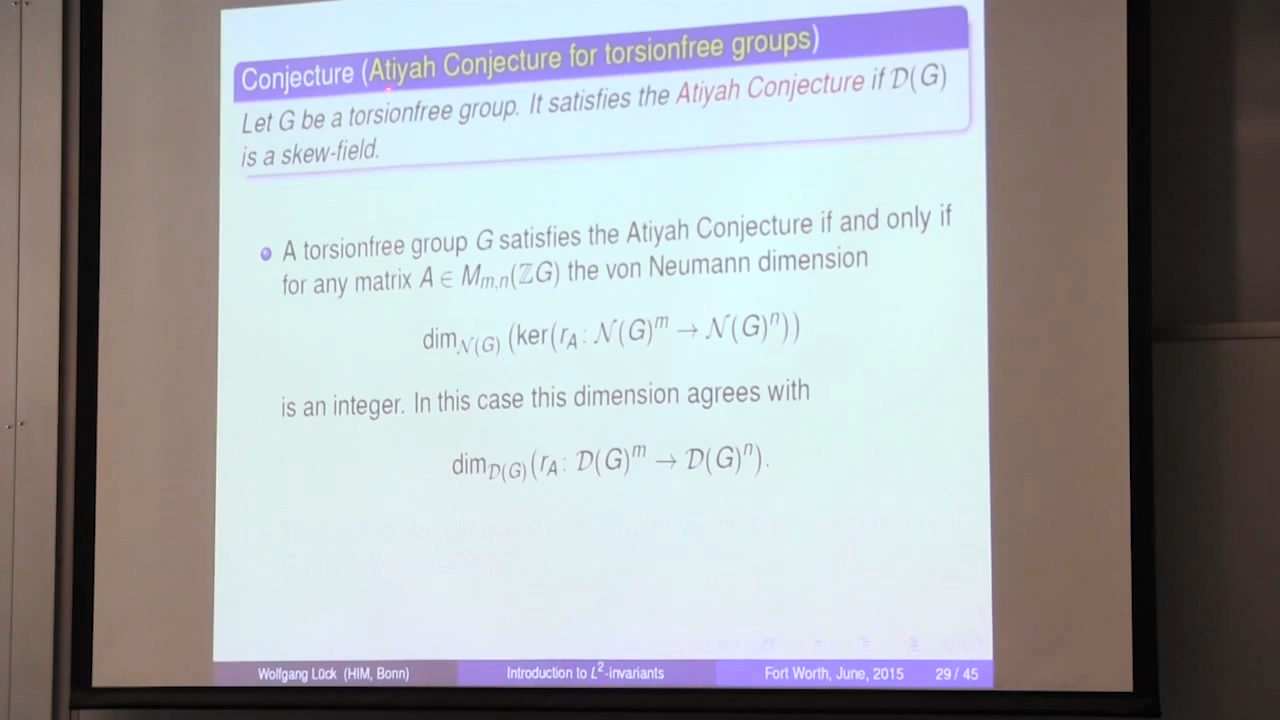 Conjecture (Atiyah Conjecture for torsionfree groups)
Let G be a torsionfree group. It satisfies the Atiyah Conjecture if 𝒟(G)
is a skew-field.
A torsionfree group G satisfies the Atiyah Conjecture if and only if
for any matrix A ∈ M_{m,n}(ℤG) the von Neumann dimension
dim_{𝒩(G)} (ker(r_A : 𝒩(G)^m → 𝒩(G)^n))
is an integer. In this case this dimension agrees with
dim_{𝒟(G)}(r_A : 𝒟(G)^m → 𝒟(G)^n).
Wolfgang Lück (HIM, Bonn) Introduction to L²-invariants Fort Worth, June, 2015 29 / 45